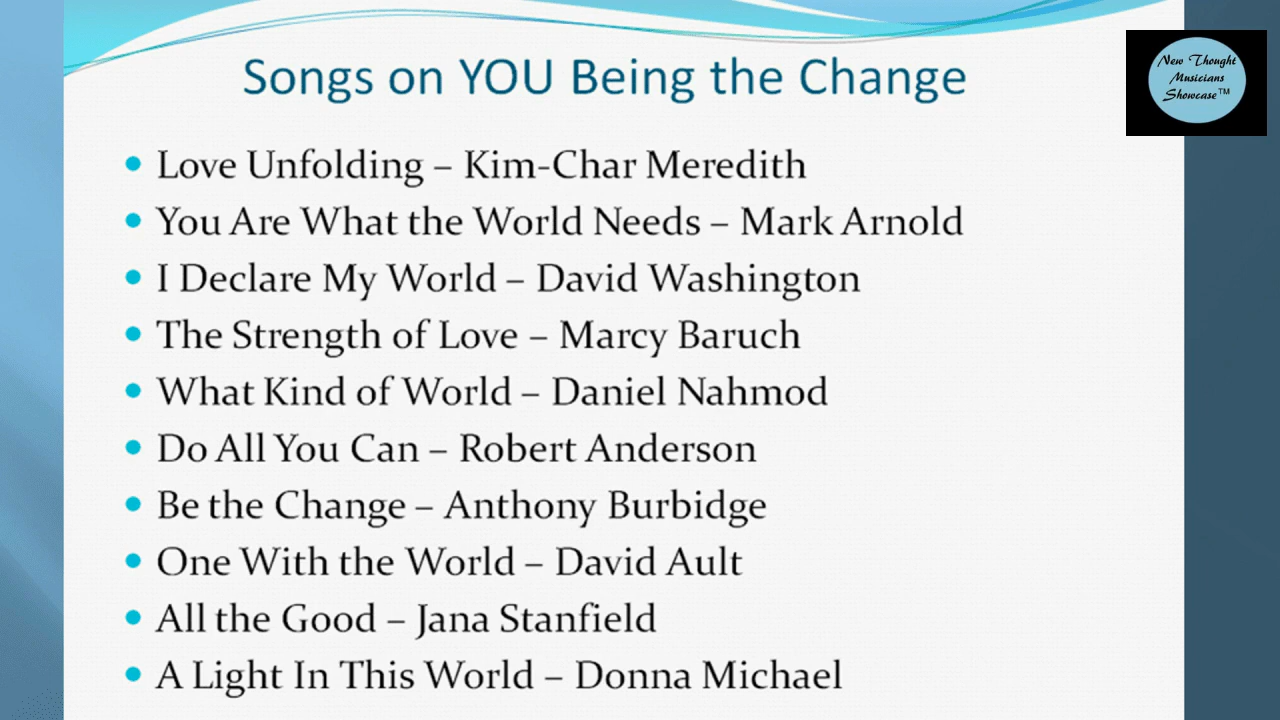 Songs on YOU Being the Change
New Thought
Musicians
Showcase™
• Love Unfolding – Kim-Char Meredith
• You Are What the World Needs – Mark Arnold
• I Declare My World – David Washington
• The Strength of Love – Marcy Baruch
• What Kind of World – Daniel Nahmod
• Do All You Can – Robert Anderson
• Be the Change – Anthony Burbidge
• One With the World – David Ault
• All the Good – Jana Stanfield
• A Light In This World – Donna Michael